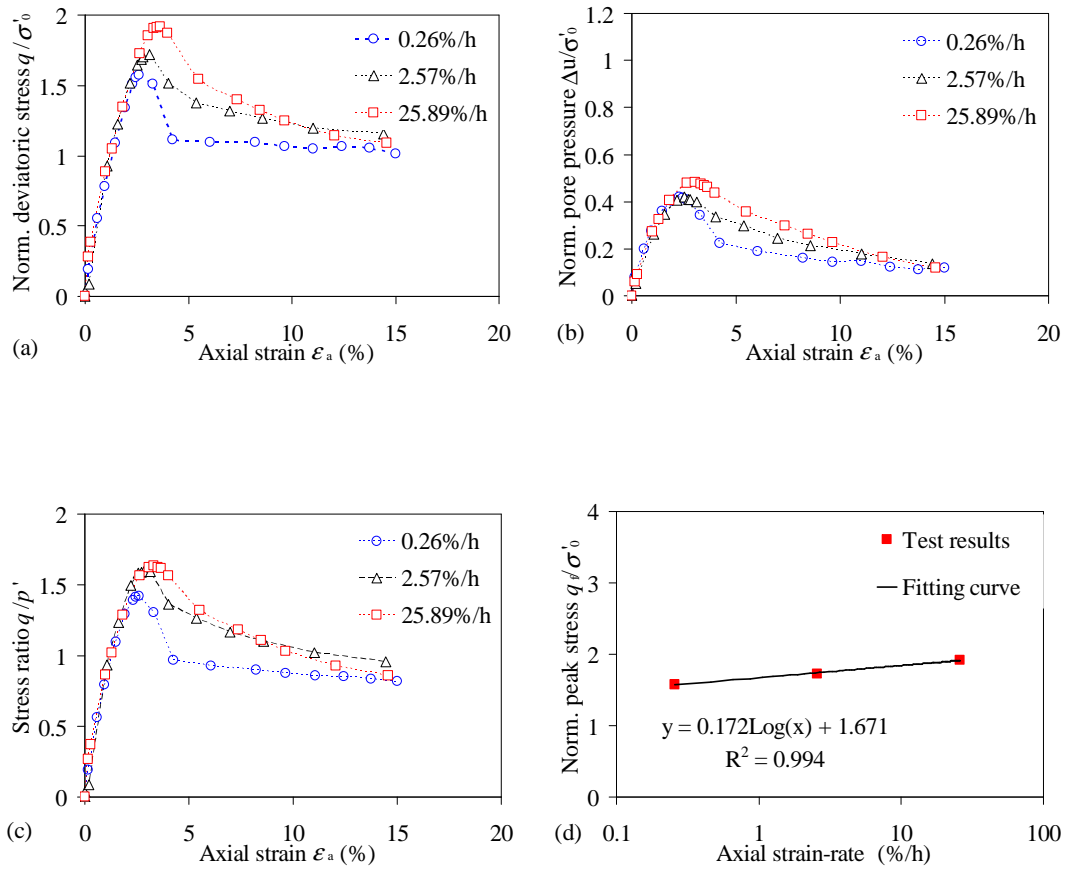 Norm. deviatoric stress q/σ'0
2
1.5
1
0.5
0
0 5 10 15 20
0.26%/h
2.57%/h
25.89%/h
(a)
Axial strain εa (%)
Norm. pore pressure Δu/σ'0
1.2
1
0.8
0.6
0.4
0.2
0
0 5 10 15 20
0.26%/h
2.57%/h
25.89%/h
(b)
Axial strain εa (%)
Stress ratio q/p'
2
1.5
1
0.5
0
0 5 10 15 20
0.26%/h
2.57%/h
25.89%/h
(c)
Axial strain εa (%)
Norm. peak stress qf/σ'0
4
3
2
1
0
0.1 1 10 100
Test results
Fitting curve
y = 0.172Log(x) + 1.671
R² = 0.994
(d)
Axial strain-rate (%/h)